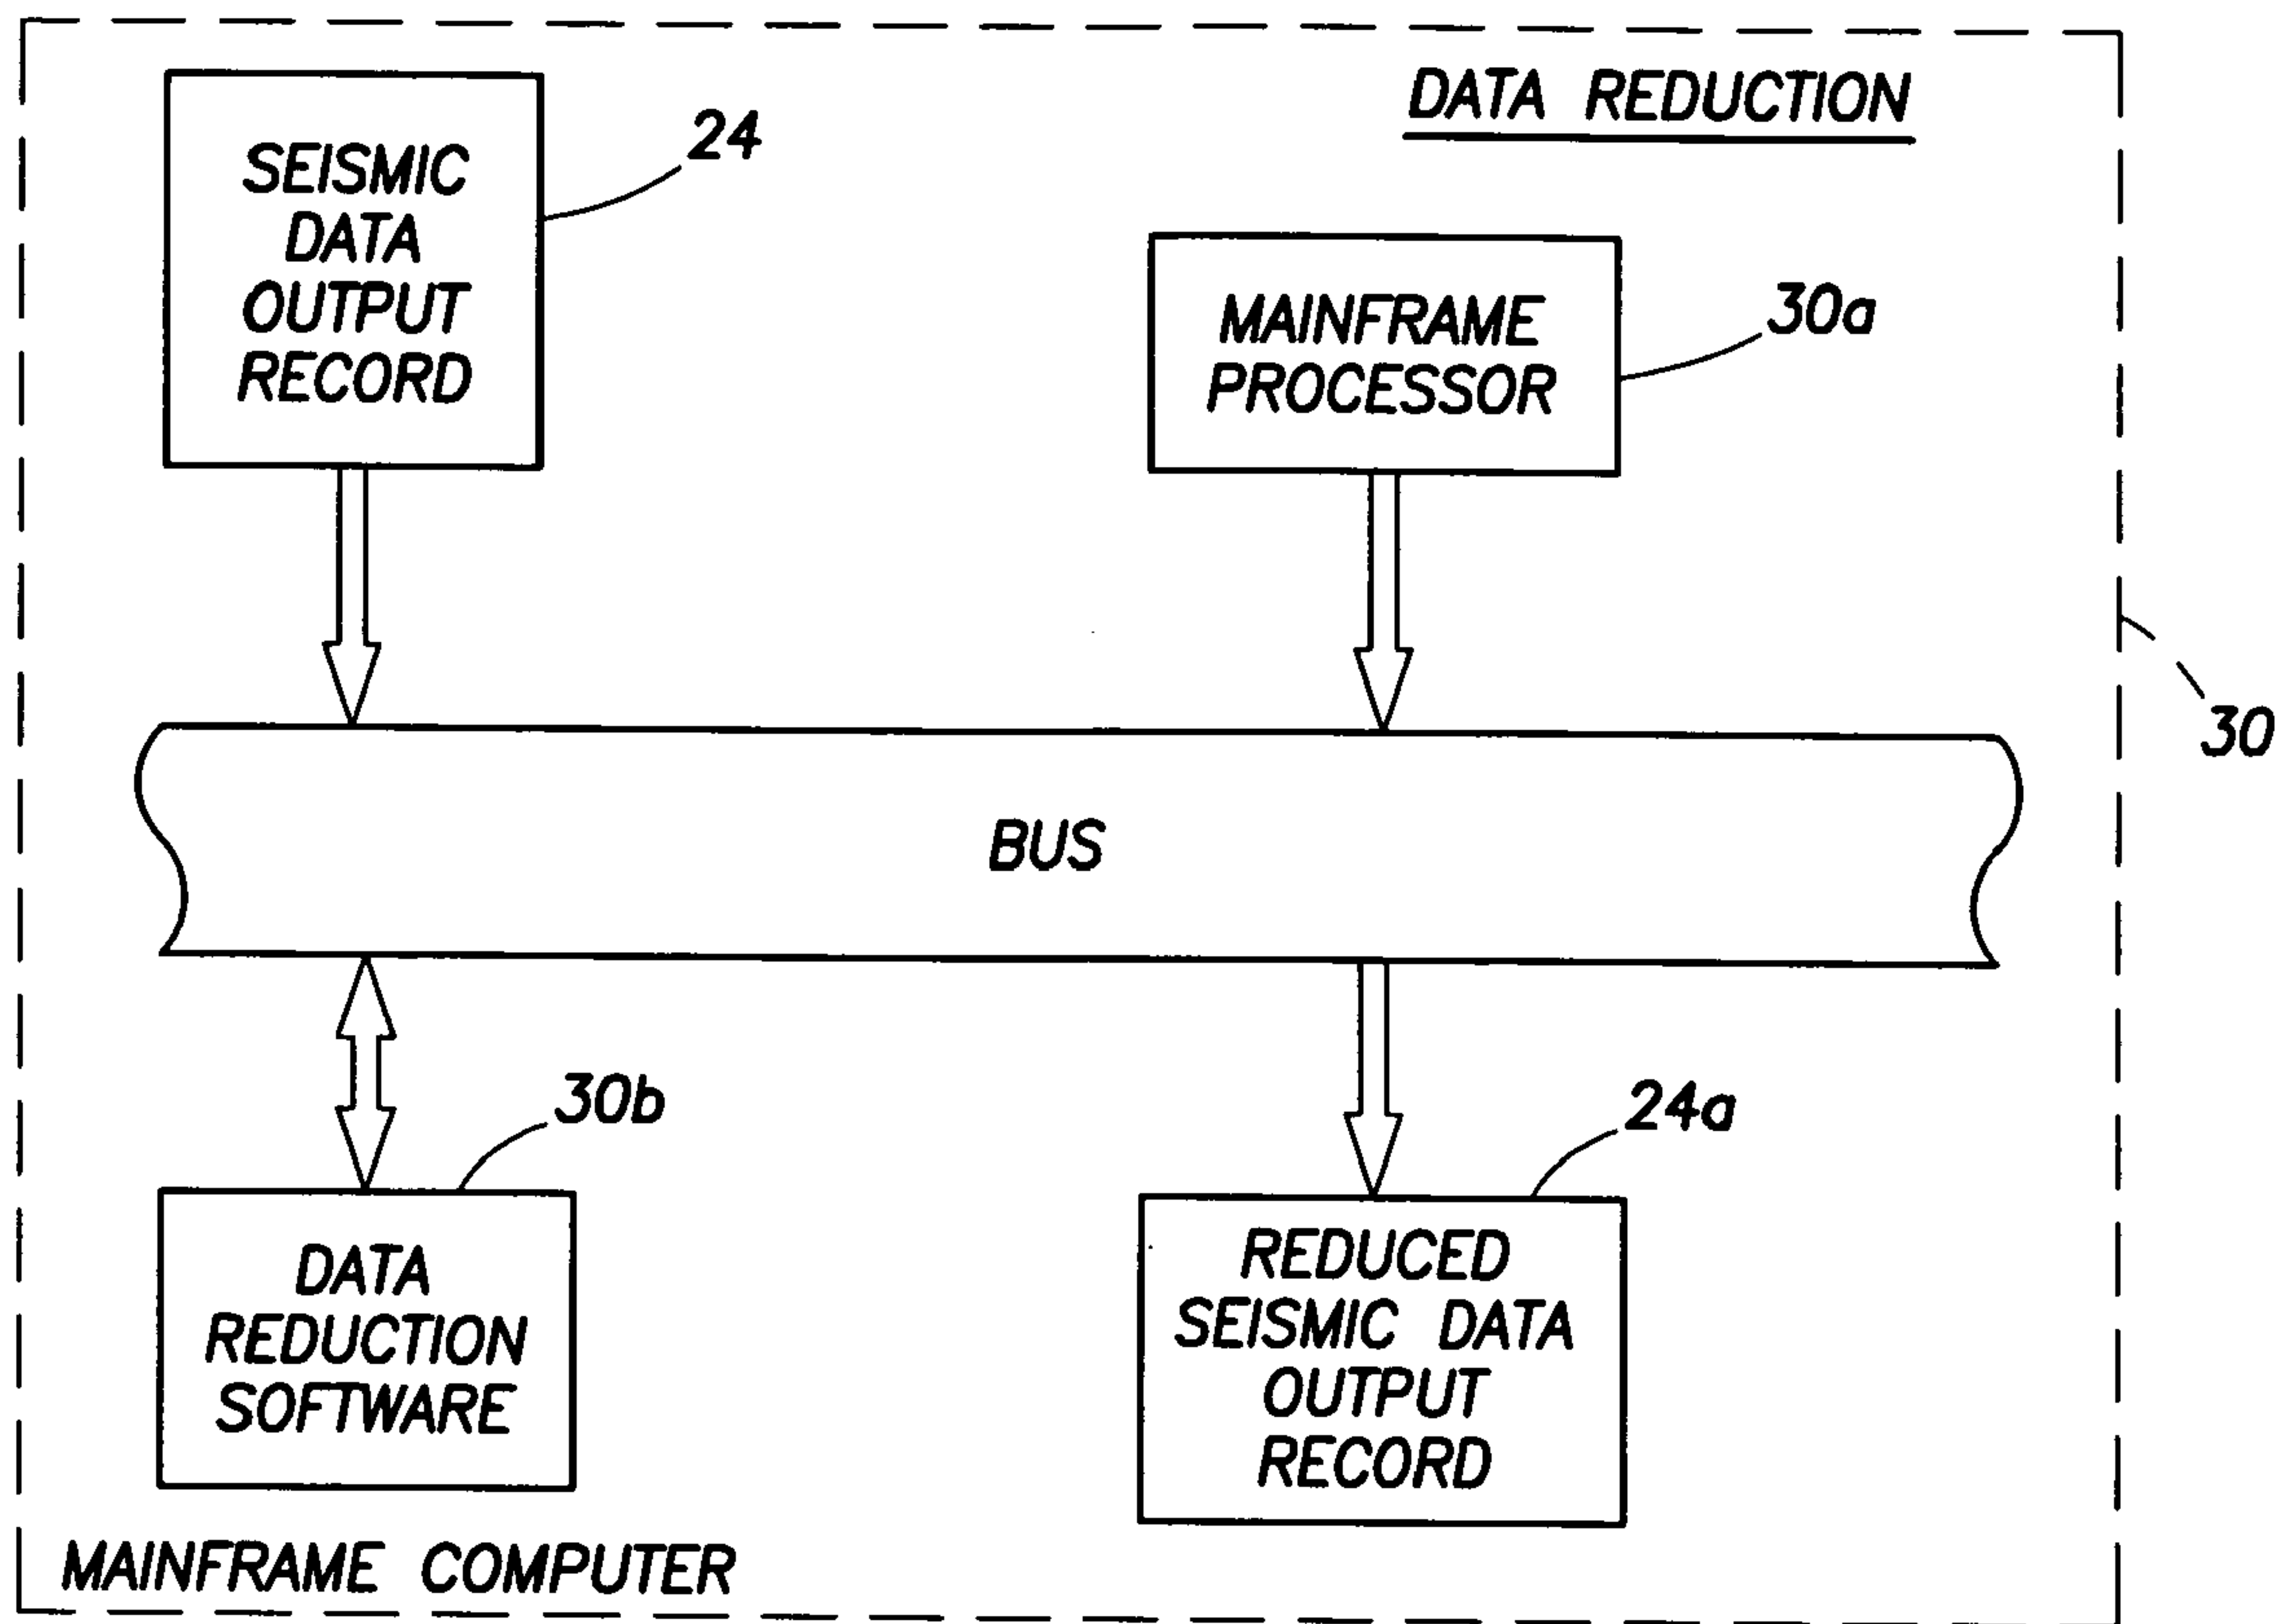 DATA REDUCTION
SEISMIC
DATA
OUTPUT
RECORD
24
MAINFRAME
PROCESSOR
30a
30
BUS
30b
DATA
REDUCTION
SOFTWARE
24a
REDUCED
SEISMIC DATA
OUTPUT
RECORD
MAINFRAME COMPUTER